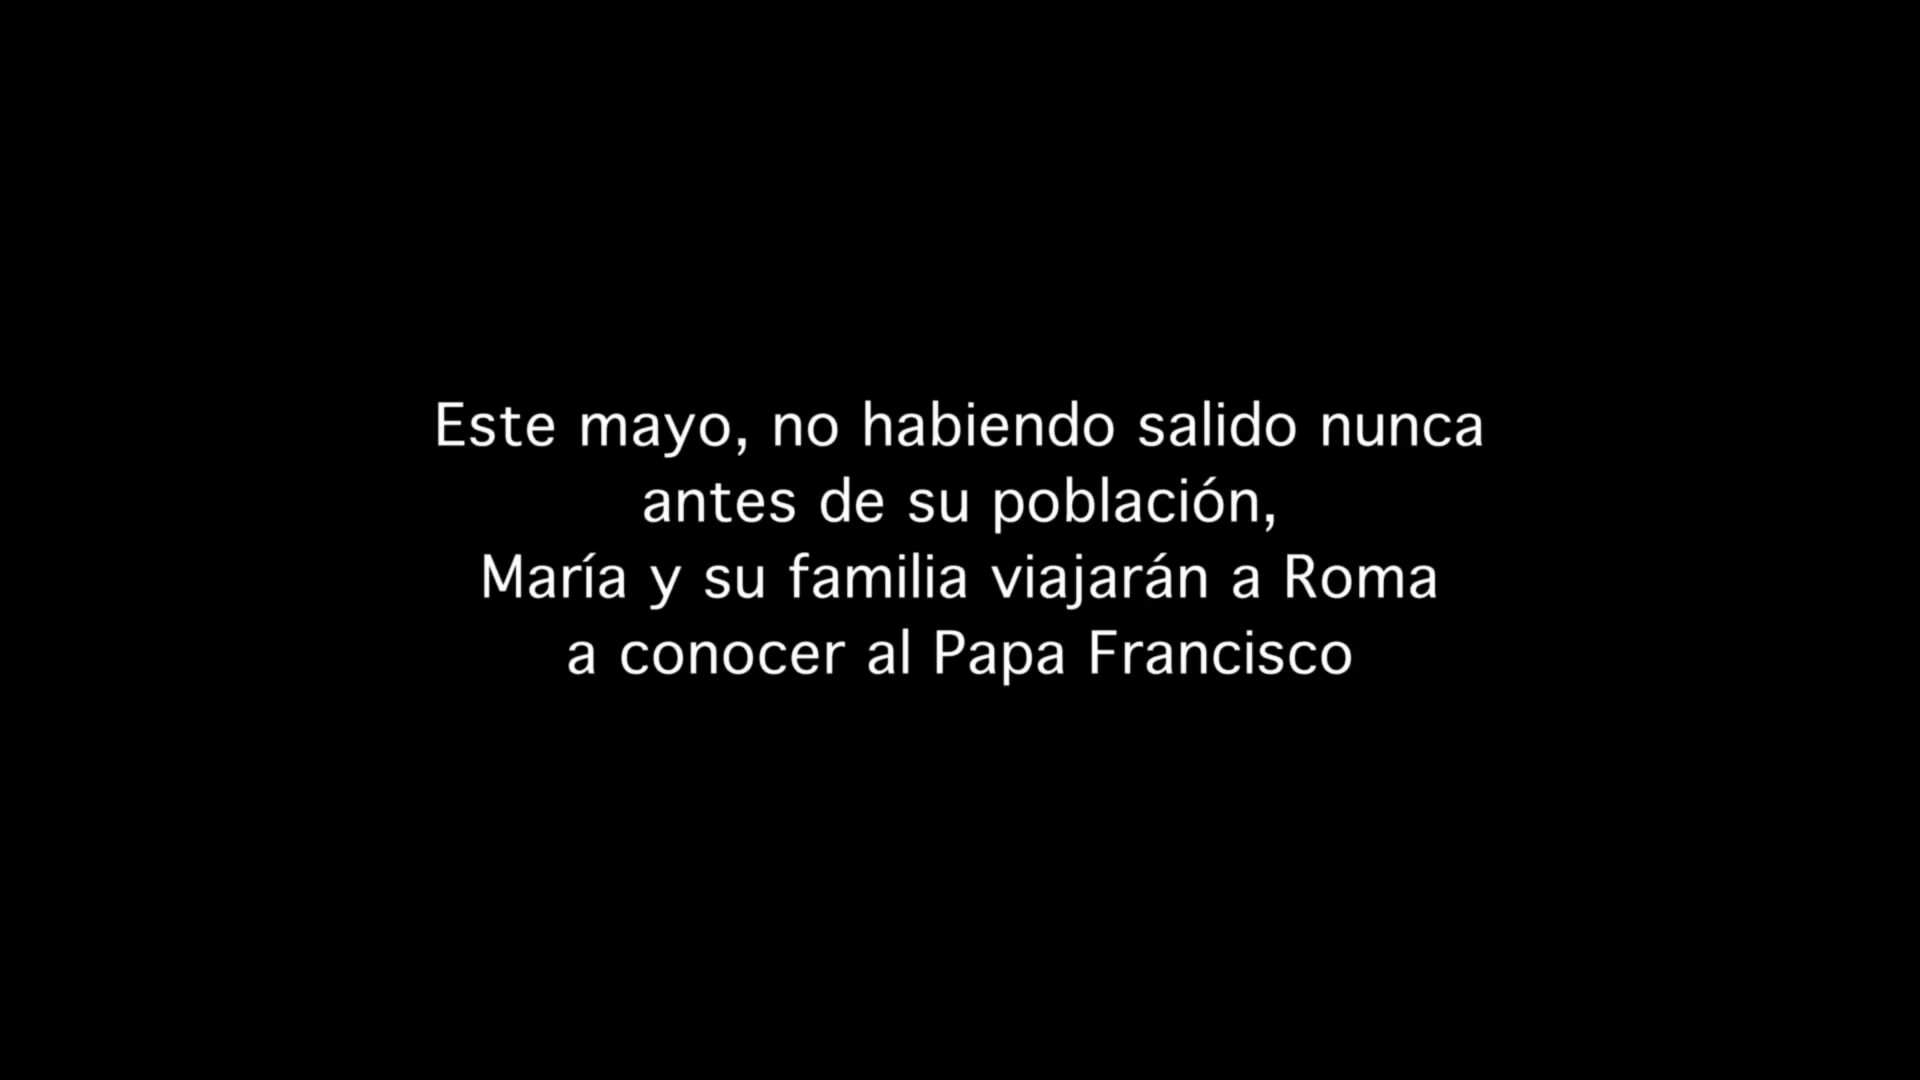 Este mayo, no habiendo salido nunca
antes de su población,
María y su familia viajarán a Roma
a conocer al Papa Francisco